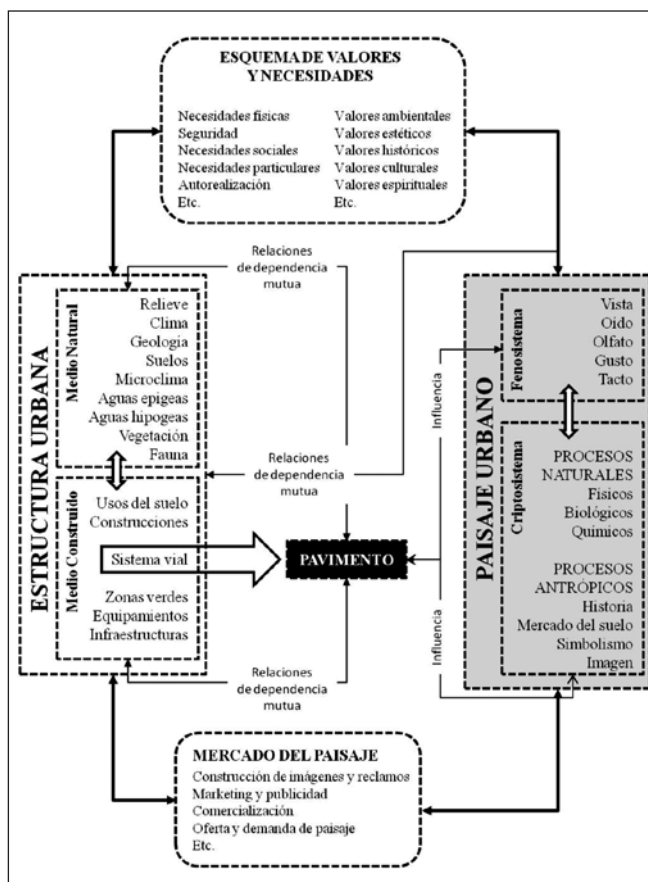 ESQUEMA DE VALORES
Y NECESIDADES
Necesidades físicas
Seguridad
Necesidades sociales
Necesidades particulares
Autorealización
Etc.
Valores ambientales
Valores estéticos
Valores históricos
Valores culturales
Valores espirituales
Etc.
Relaciones
de dependencia
mutua
ESTRUCTURA URBANA
Medio Natural
Relieve
Clima
Geología
Suelos
Microclima
Aguas epigeas
Aguas hipogeas
Vegetación
Fauna
Medio Construido
Usos del suelo
Construcciones
Sistema vial
Zonas verdes
Equipamientos
Infraestructuras
Relaciones
de dependencia
mutua
PAVIMENTO
Relaciones
de dependencia
mutua
Influencia
Influencia
PAISAJE URBANO
Fenosistema
Vista
Oído
Olfato
Gusto
Tacto
Criptosistema
PROCESOS
NATURALES
Físicos
Biológicos
Químicos
PROCESOS
ANTRÓPICOS
Historia
Mercado del suelo
Simbolismo
Imagen
MERCADO DEL PAISAJE
Construcción de imágenes y reclamos
Marketing y publicidad
Comercialización
Oferta y demanda de paisaje
Etc.